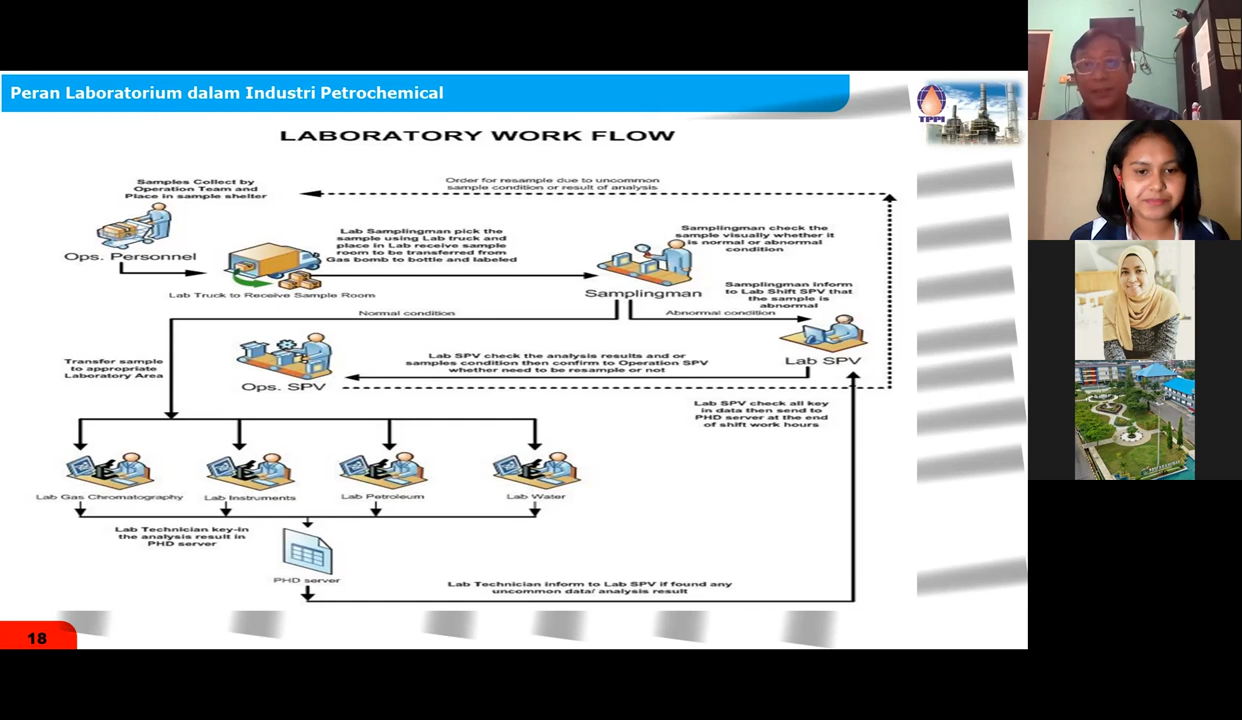 Peran Laboratorium dalam Industri Petrochemical
TPPI
LABORATORY WORK FLOW
Samples Collect by
Operation Team and
Place in sample shelter
Order for resample due to uncommon
sample condition or result of analysis
Ops. Personnel
Lab Truck to Receive Sample Room
Lab Samplingman pick the
sample using Lab truck and
place in Lab receive sample
room to be transferred from
Gas bomb to bottle and labeled
Samplingman check the
sample visually whether it
is normal or abnormal
condition
Samplingman
Samplingman inform
to Lab Shift SPV that
the sample is
abnormal
Normal condition
Abnormal condition
Lab SPV
Transfer sample
to appropriate
Laboratory Area
Ops. SPV
Lab SPV check the analysis results and or
samples condition then confirm to Operation SPV
whether need to be resample or not
Lab SPV check all key
in data then send to
PHD server at the end
of shift work hours
Lab Gas Chromatography
Lab Instruments
Lab Petroleum
Lab Water
Lab Technician key-in
the analysis result in
PHD server
PHD server
Lab Technician inform to Lab SPV if found any
uncommon data/ analysis result
18